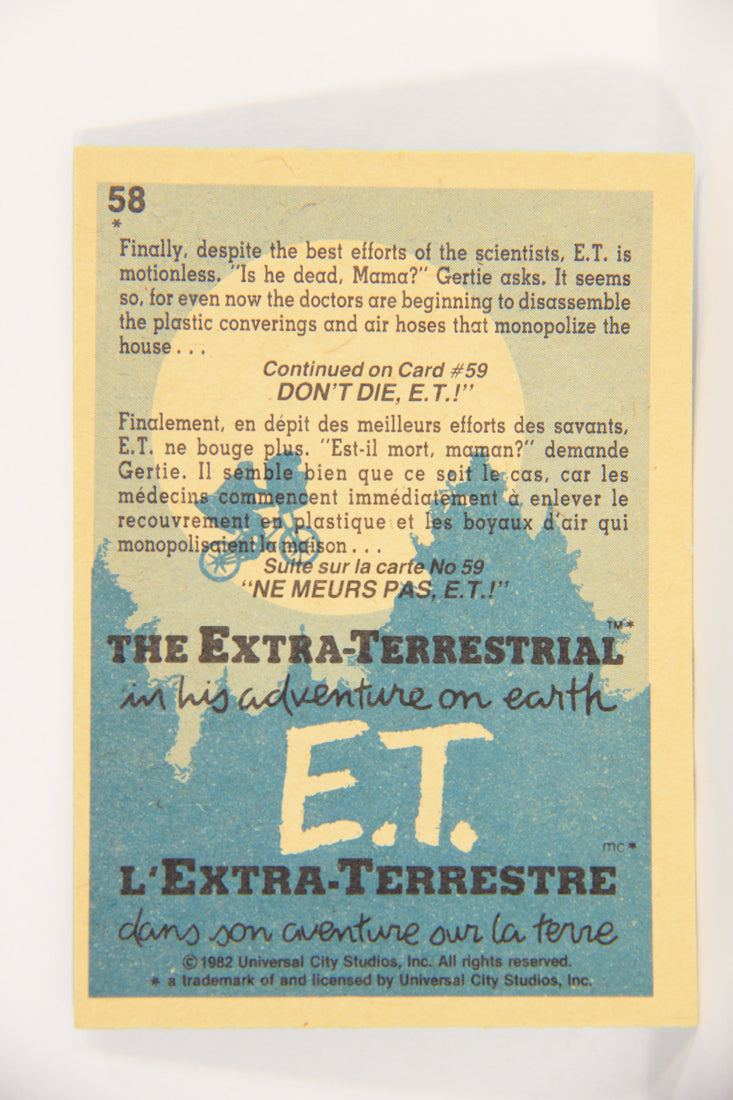 58
*
Finally, despite the best efforts of the scientists, E.T. is
motionless. "Is he dead, Mama?" Gertie asks. It seems
so, for even now the doctors are beginning to disassemble
the plastic converings and air hoses that monopolize the
house...
Continued on Card #59
DON'T DIE, E.T.!"
Finalement, en dépit des meilleurs efforts des savants,
E.T. ne bouge plus. "Est-il mort, maman?" demande
Gertie. Il semble bien que ce soit le cas, car les
médecins commencent immédiatement à enlever le
recouvrement en plastique et les boyaux d'air qui
monopolisaient la maison...
Suite sur la carte No 59
"NE MEURS PAS, E.T.!"
THE EXTRA-TERRESTRIAL™*
in his adventure on earth
E.T.
L'EXTRA-TERRESTRE mc*
dans son aventure sur la terre
©1982 Universal City Studios, Inc. All rights reserved.
* a trademark of and licensed by Universal City Studios, Inc.